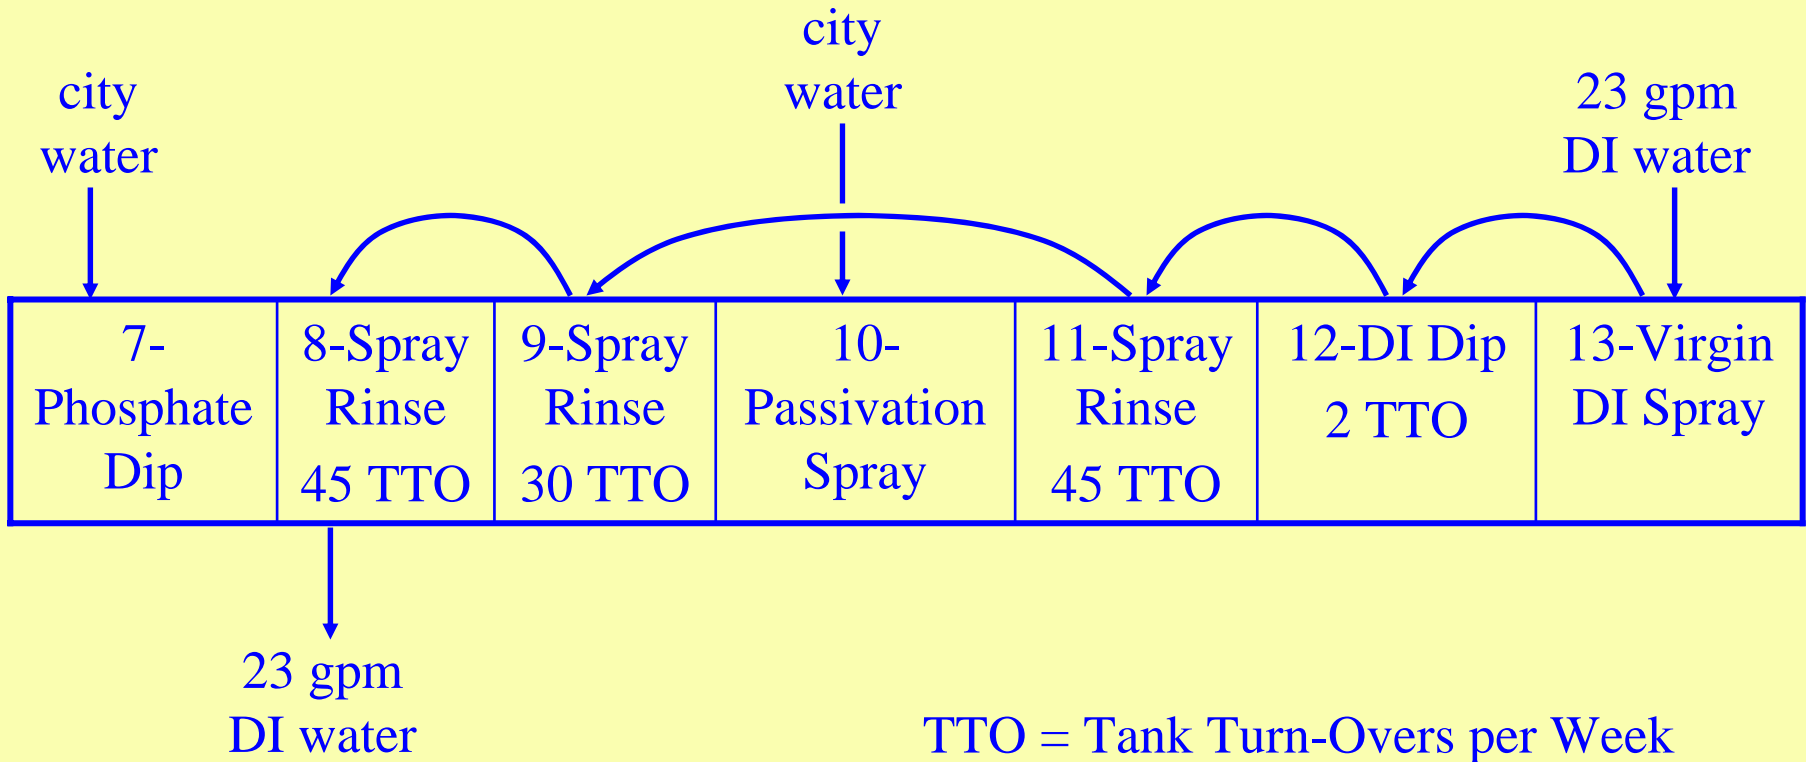 city
water
city
water
23 gpm
DI water
7-
Phosphate
Dip
8-Spray
Rinse
45 TTO
9-Spray
Rinse
30 TTO
10-
Passivation
Spray
11-Spray
Rinse
45 TTO
12-DI Dip
2 TTO
13-Virgin
DI Spray
23 gpm
DI water
TTO = Tank Turn-Overs per Week